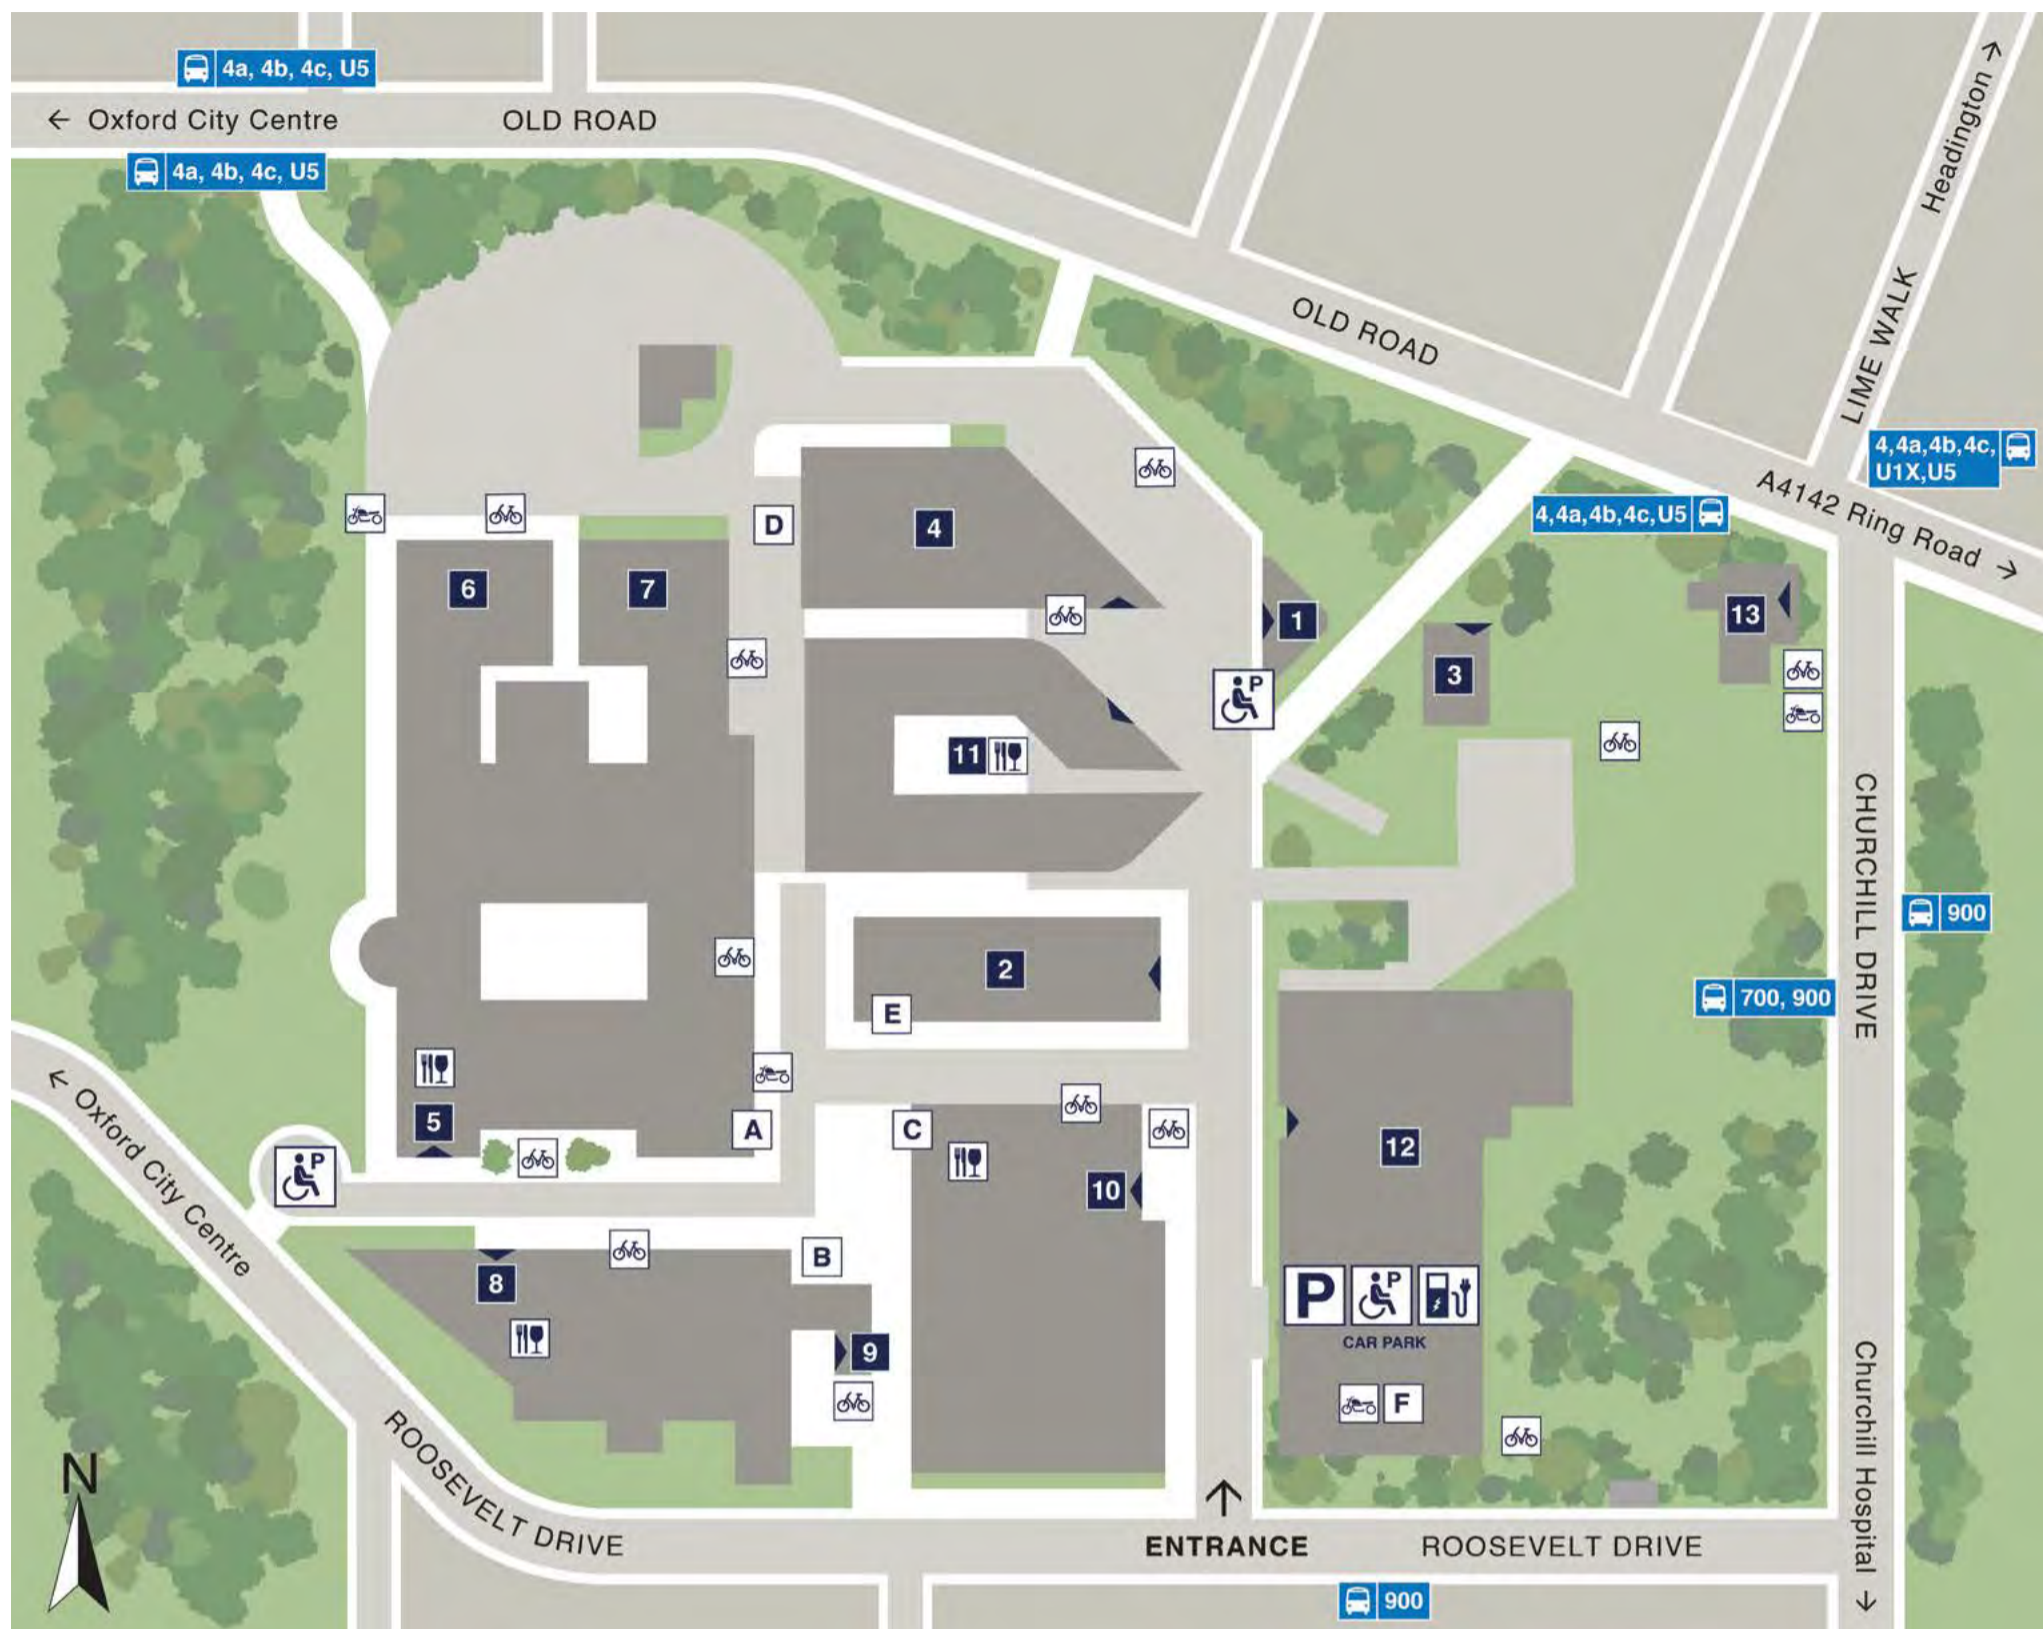 4a, 4b, 4c, U5
← Oxford City Centre
OLD ROAD
4a, 4b, 4c, U5
Headington →
OLD ROAD
LIME WALK
4,4a,4b,4c,
U1X,U5
A4142 Ring Road →
4,4a,4b,4c,U5
D
4
6
7
1
13
3
11
CHURCHILL DRIVE
900
2
700, 900
E
← Oxford City Centre
5
A
C
12
10
P
B
8
P
P
CAR PARK
9
F
P
Churchill Hospital →
ROOSEVELT DRIVE
N
↑
ENTRANCE
ROOSEVELT DRIVE
900